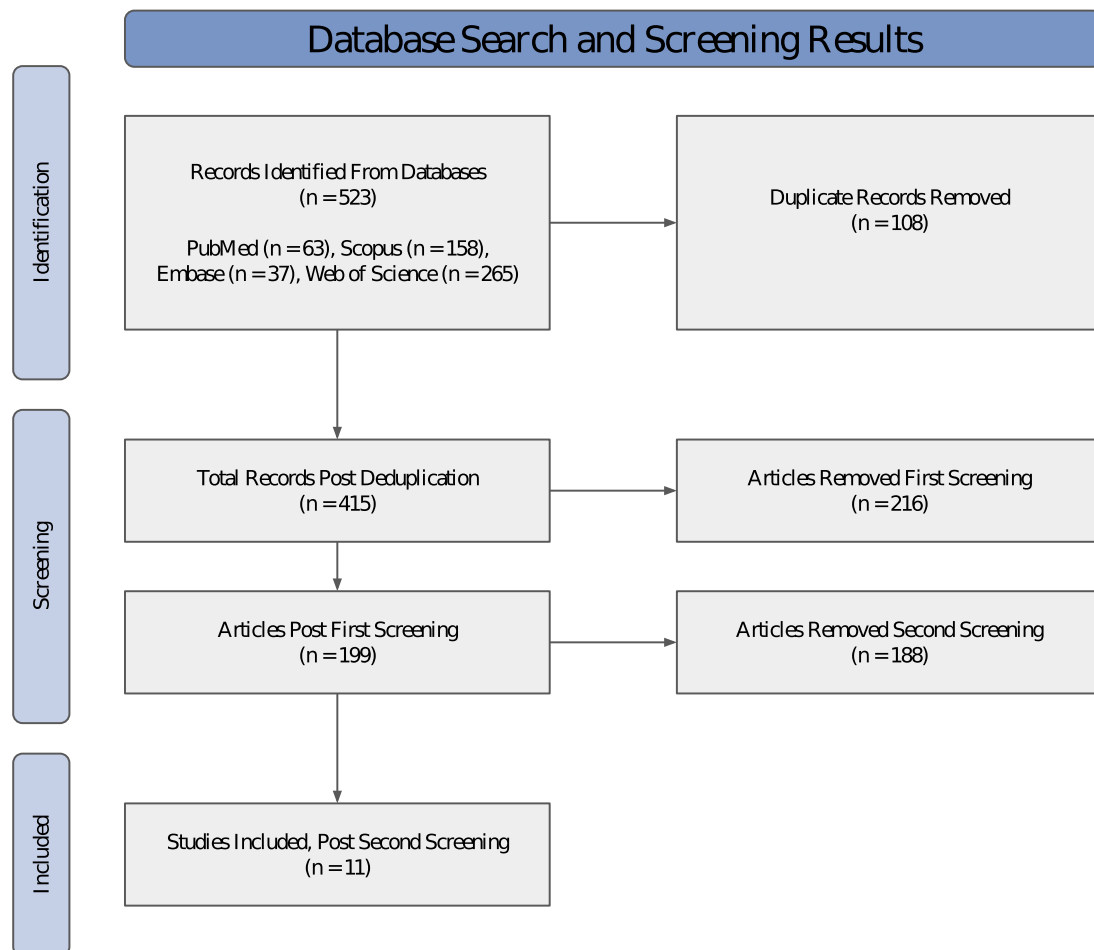 Database Search and Screening Results
Identification
Records Identified From Databases
(n = 523)
PubMed (n = 63), Scopus (n = 158),
Embase (n = 37), Web of Science (n = 265)
Duplicate Records Removed
(n = 108)
Screening
Total Records Post Deduplication
(n = 415)
Articles Removed First Screening
(n = 216)
Articles Post First Screening
(n = 199)
Articles Removed Second Screening
(n = 188)
Included
Studies Included, Post Second Screening
(n = 11)